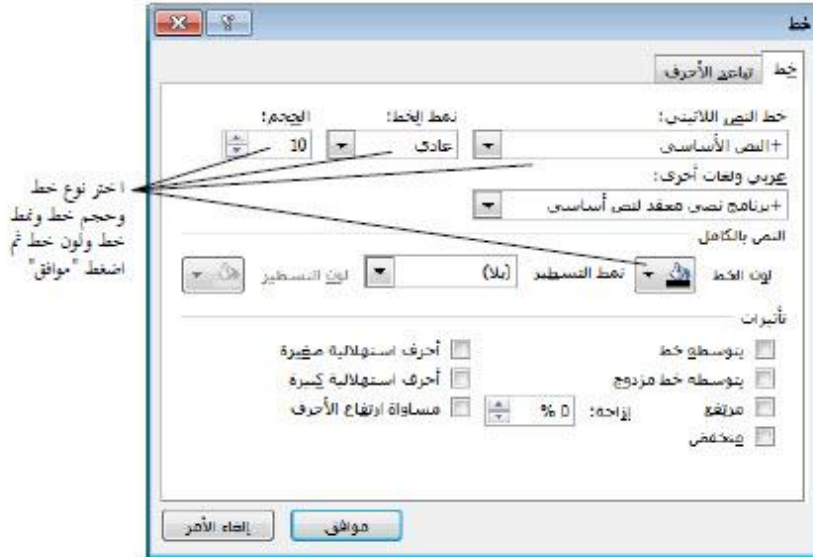 خط
خط
تباعد الأحرف
خط النص اللاتيني:
نمط الخط:
الحجم:
+النص الأساسي
عادي
10
عربي ولغات أخرى:
+برنامج نصي معقد لنص أساسي
النص بالكامل
لون الخط
نمط التسطير
(بلا)
لون التسطير
تأثيرات
يتوسطه خط
أحرف استهلالية صغيرة
يتوسطه خط مزدوج
أحرف استهلالية كبيرة
مرتفع
إزاحة:
0 %
مساواة ارتفاع الأحرف
منخفض
موافق
إلغاء الأمر
اختر نوع خط
وحجم خط ونمط
خط ولون خط ثم
اضغط "موافق"